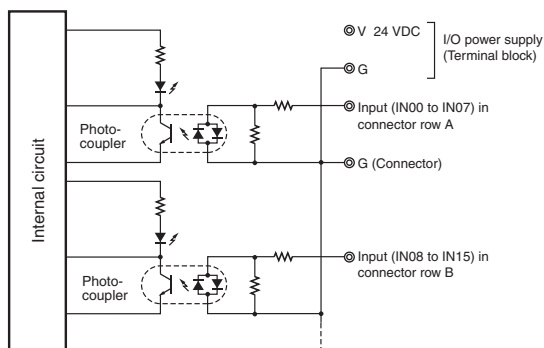 Internal circuit
V 24 VDC
I/O power supply
(Terminal block)
G
Input (IN00 to IN07) in
connector row A
Photo-
coupler
G (Connector)
Input (IN08 to IN15) in
connector row B
Photo-
coupler